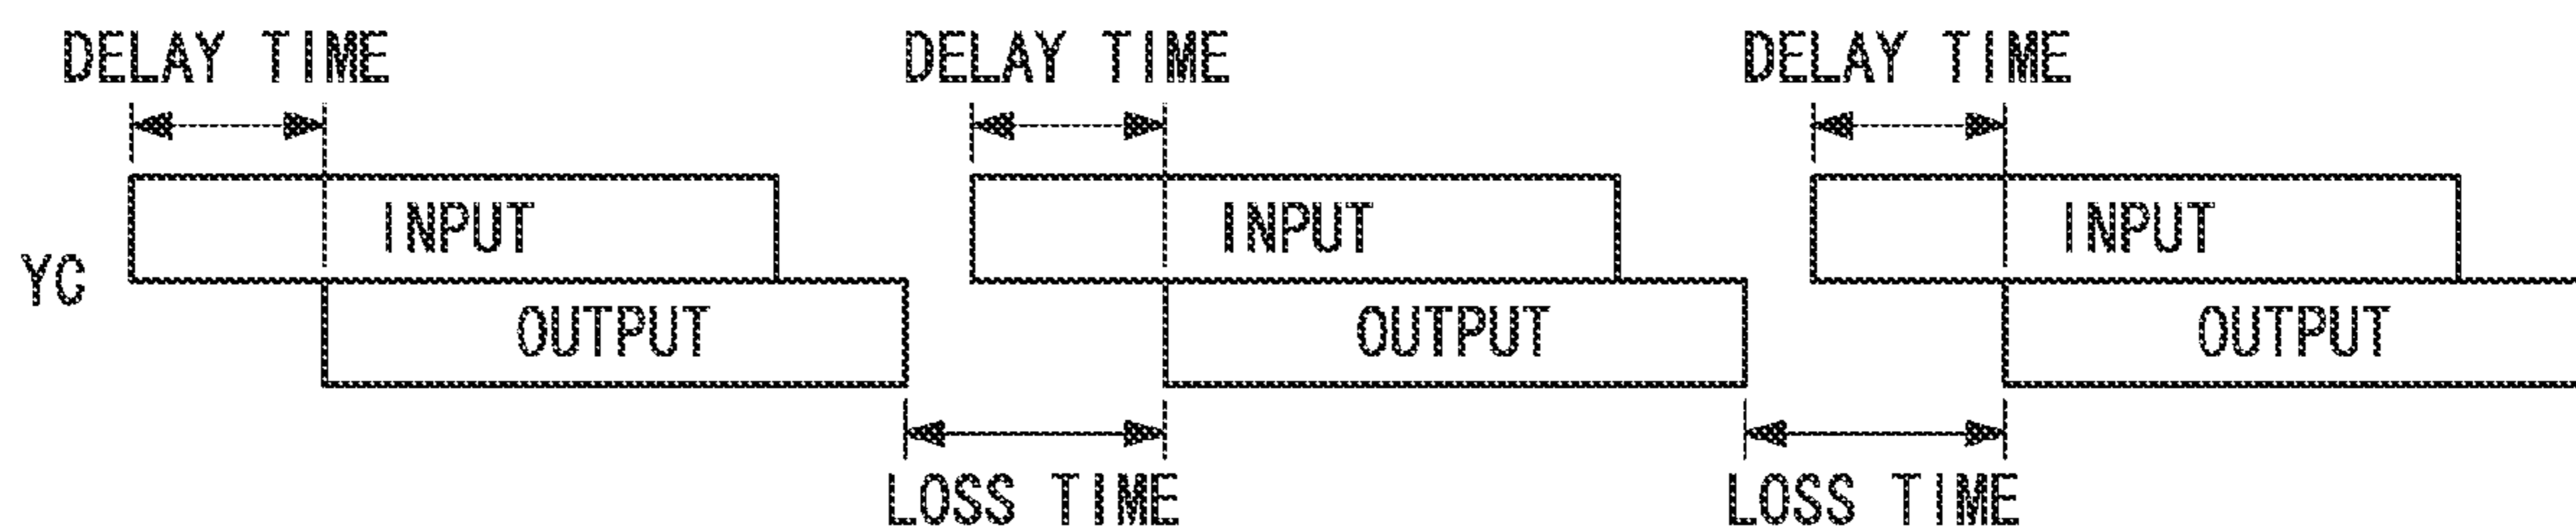 DELAY TIME DELAY TIME DELAY TIME
INPUT INPUT INPUT
YC
OUTPUT OUTPUT OUTPUT
LOSS TIME LOSS TIME